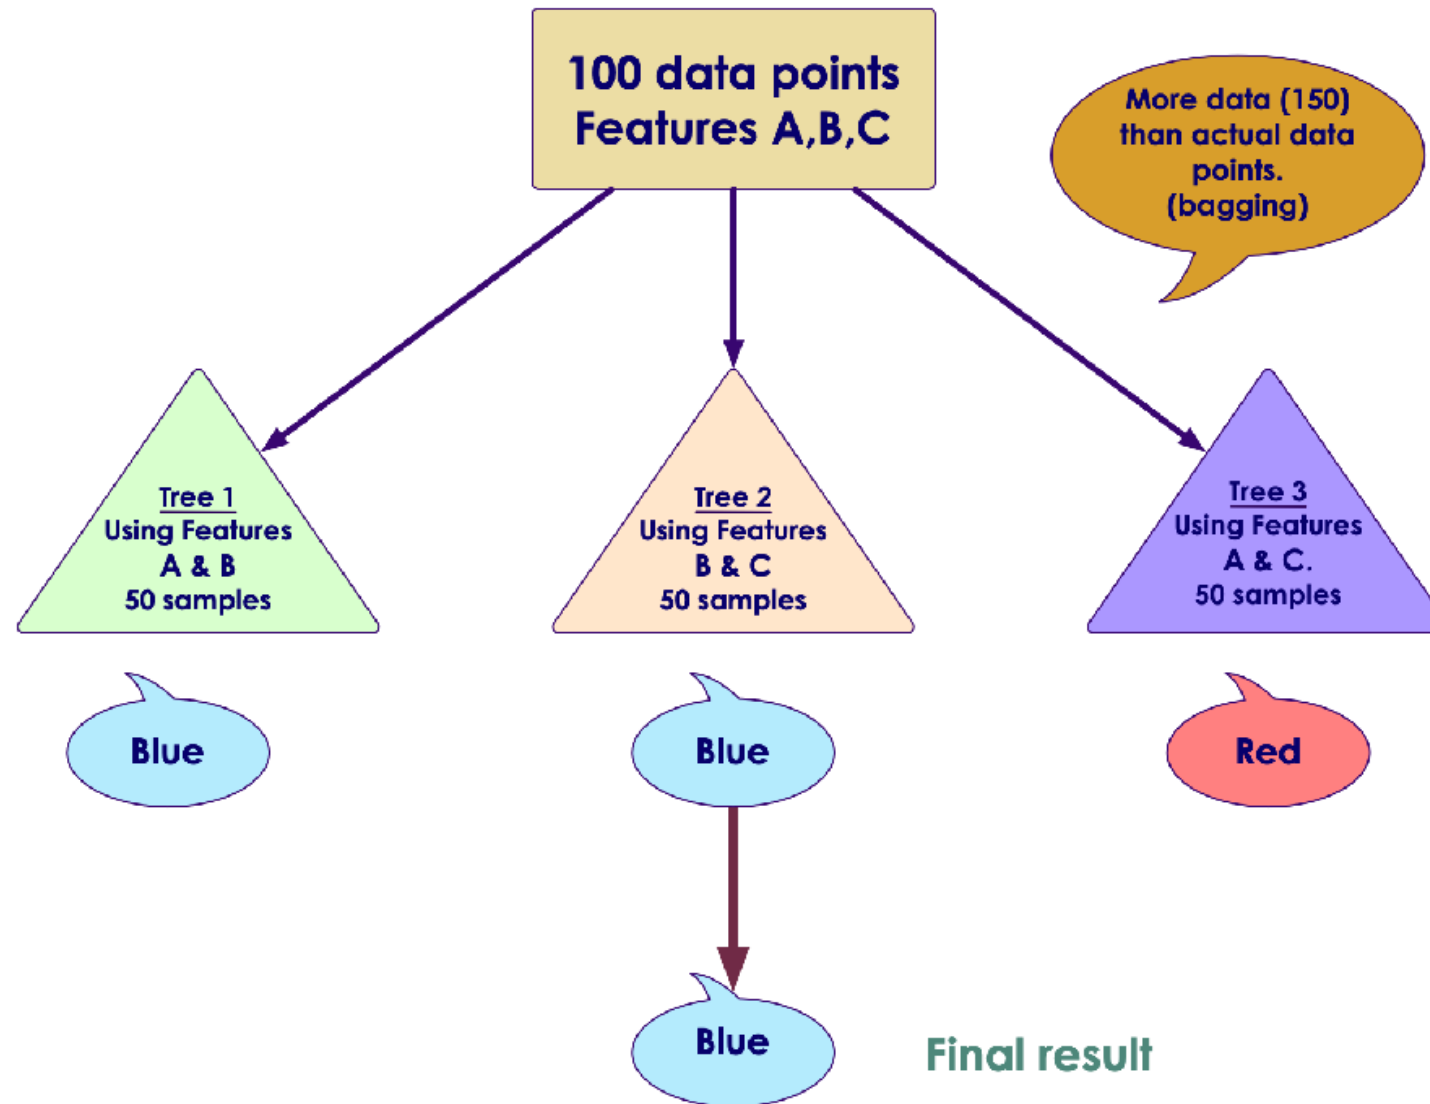 100 data points
Features A,B,C
More data (150)
than actual data
points.
(bagging)
Tree 1
Using Features
A & B
50 samples
Tree 2
Using Features
B & C
50 samples
Tree 3
Using Features
A & C.
50 samples
Blue
Blue
Red
Blue
Final result